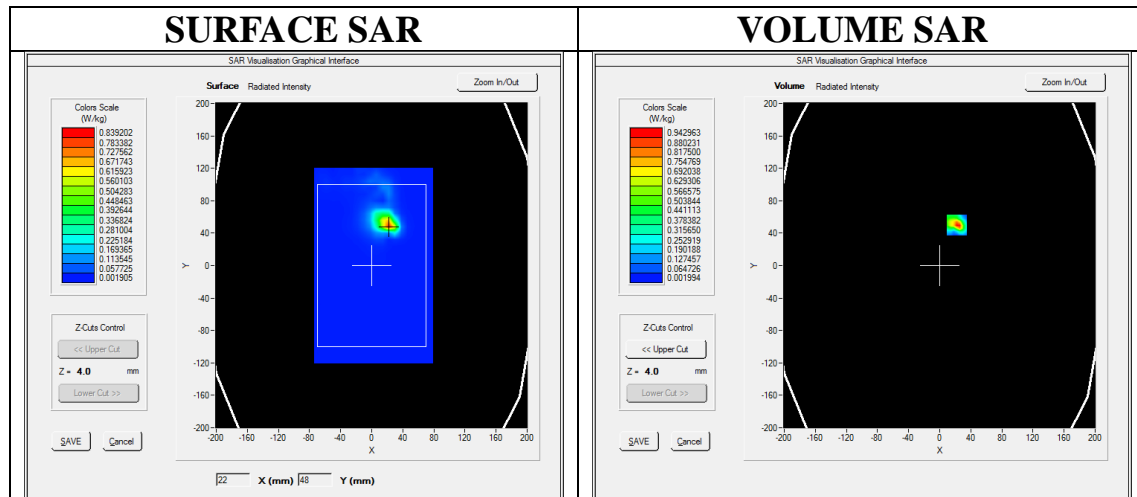 SURFACE SAR
VOLUME SAR
SAR Visualisation Graphical Interface
Surface Radiated Intensity
Zoom In/Out
Colors Scale
(W/kg)
0.839202
0.783382
0.727562
0.671743
0.615923
0.560103
0.504283
0.448463
0.392644
0.336824
0.281004
0.225184
0.169365
0.113545
0.057725
0.001905
Z-Cuts Control
<< Upper Cut
Z = 4.0 mm
Lower Cut >>
SAVE Cancel
200
160
120
80
40
0
-40
-80
-120
-160
-200
Y
-200 -160 -120 -80 -40 0 40 80 120 160 200
X
22 X (mm) 48 Y (mm)
SAR Visualisation Graphical Interface
Volume Radiated Intensity
Zoom In/Out
Colors Scale
(W/kg)
0.942963
0.880231
0.817500
0.754769
0.692038
0.629306
0.566575
0.503844
0.441113
0.378382
0.315650
0.252919
0.190188
0.127457
0.064726
0.001994
Z-Cuts Control
<< Upper Cut
Z = 4.0 mm
Lower Cut >>
SAVE Cancel
200
160
120
80
40
0
-40
-80
-120
-160
-200
Y
-200 -160 -120 -80 -40 0 40 80 120 160 200
X